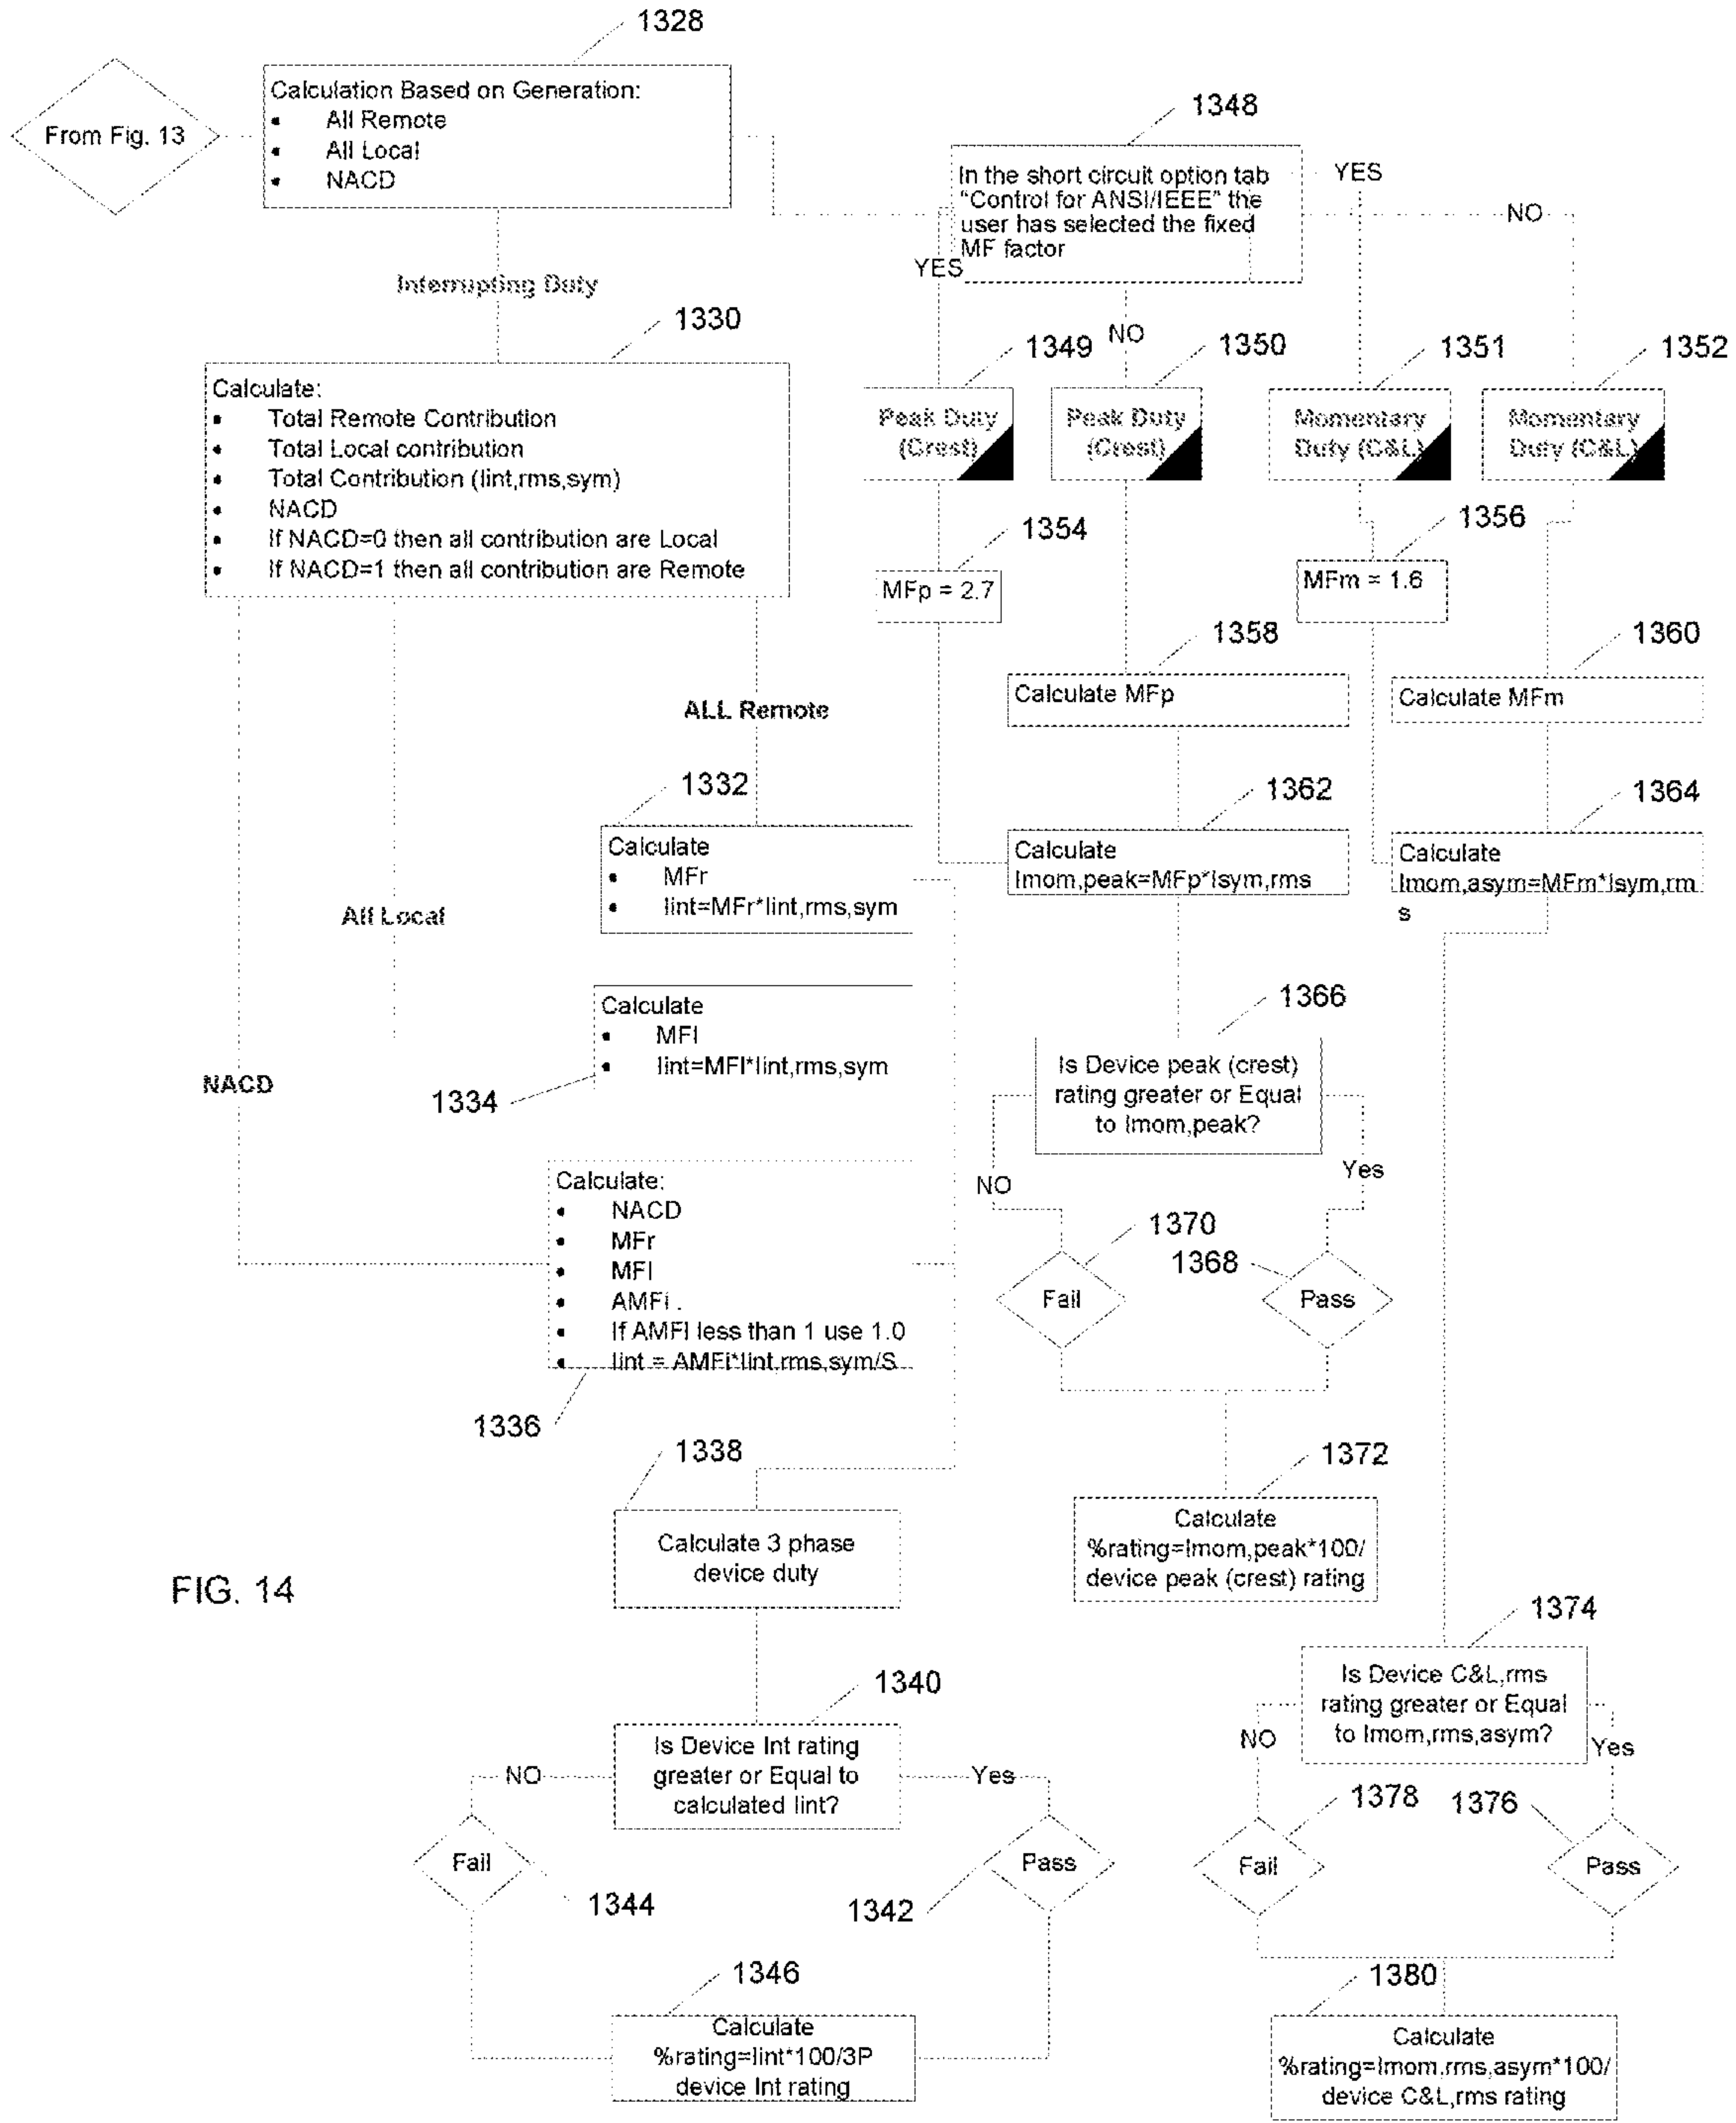 1328
Calculation Based on Generation:
• All Remote
• All Local
• NACD
From Fig. 13
1348
In the short circuit option tab
"Control for ANSI/IEEE" the
user has selected the fixed
MF factor
YES
NO
YES
NO
Interrupting Duty
1330
Calculate:
• Total Remote Contribution
• Total Local contribution
• Total Contribution (Iint,rms,sym)
• NACD
• If NACD=0 then all contribution are Local
• If NACD=1 then all contribution are Remote
1349
Peak Duty
(Crest)
1350
Peak Duty
(Crest)
1351
Momentary
Duty (C&L)
1352
Momentary
Duty (C&L)
1354
MFp = 2.7
1356
MFm = 1.6
1358
Calculate MFp
1360
Calculate MFm
ALL Remote
All Local
NACD
1332
Calculate
• MFr
• Iint=MFr*Iint,rms,sym
1362
Calculate
Imom,peak=MFp*Isym,rms
1364
Calculate
Imom,asym=MFm*Isym,rm
s
Calculate
• MFl
• Iint=MFl*Iint,rms,sym
1334
1366
Is Device peak (crest)
rating greater or Equal
to Imom,peak?
NO
Yes
Calculate:
• NACD
• MFr
• MFl
• AMFi .
• If AMFI less than 1 use 1.0
• Iint = AMFi*Iint,rms,sym/S
1336
1370
Fail
1368
Pass
1338
Calculate 3 phase
device duty
1372
Calculate
%rating=Imom,peak*100/
device peak (crest) rating
FIG. 14
1340
Is Device Int rating
greater or Equal to
calculated Iint?
NO
Yes
1374
Is Device C&L,rms
rating greater or Equal
to Imom,rms,asym?
NO
Yes
Fail
1344
Pass
1342
1378
Fail
1376
Pass
1346
Calculate
%rating=Iint*100/3P
device Int rating
1380
Calculate
%rating=Imom,rms,asym*100/
device C&L,rms rating